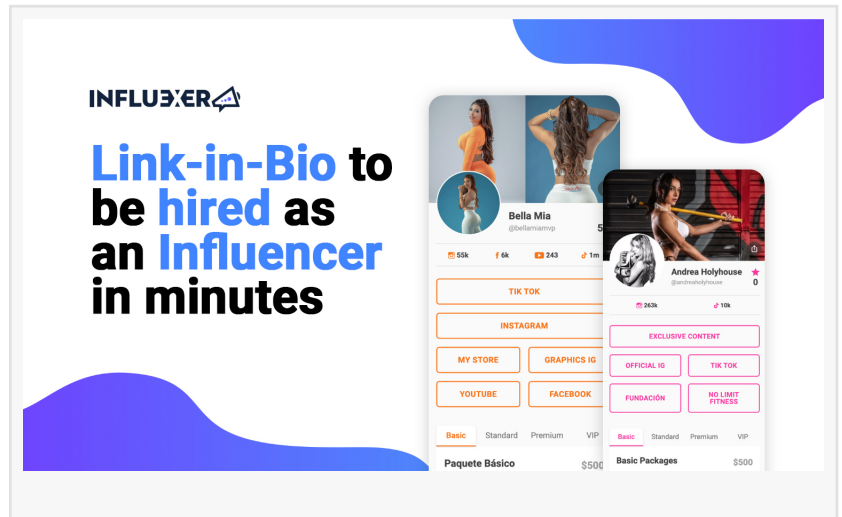 INFLUEXER
Link-in-Bio to
be hired as
an Influencer
in minutes
Bella Mia
@bellamiamvp
5
55k
6k
243
1m
TIK TOK
INSTAGRAM
MY STORE
GRAPHICS IG
YOUTUBE
FACEBOOK
Basic Standard Premium VIP
Paquete Básico $500
Andrea Holyhouse
@andreaholyhouse
0
263k
10k
EXCLUSIVE CONTENT
OFFICIAL IG
TIK TOK
FUNDACIÓN
NO LIMIT
FITNESS
Basic Standard Premium VIP
Basic Packages $500